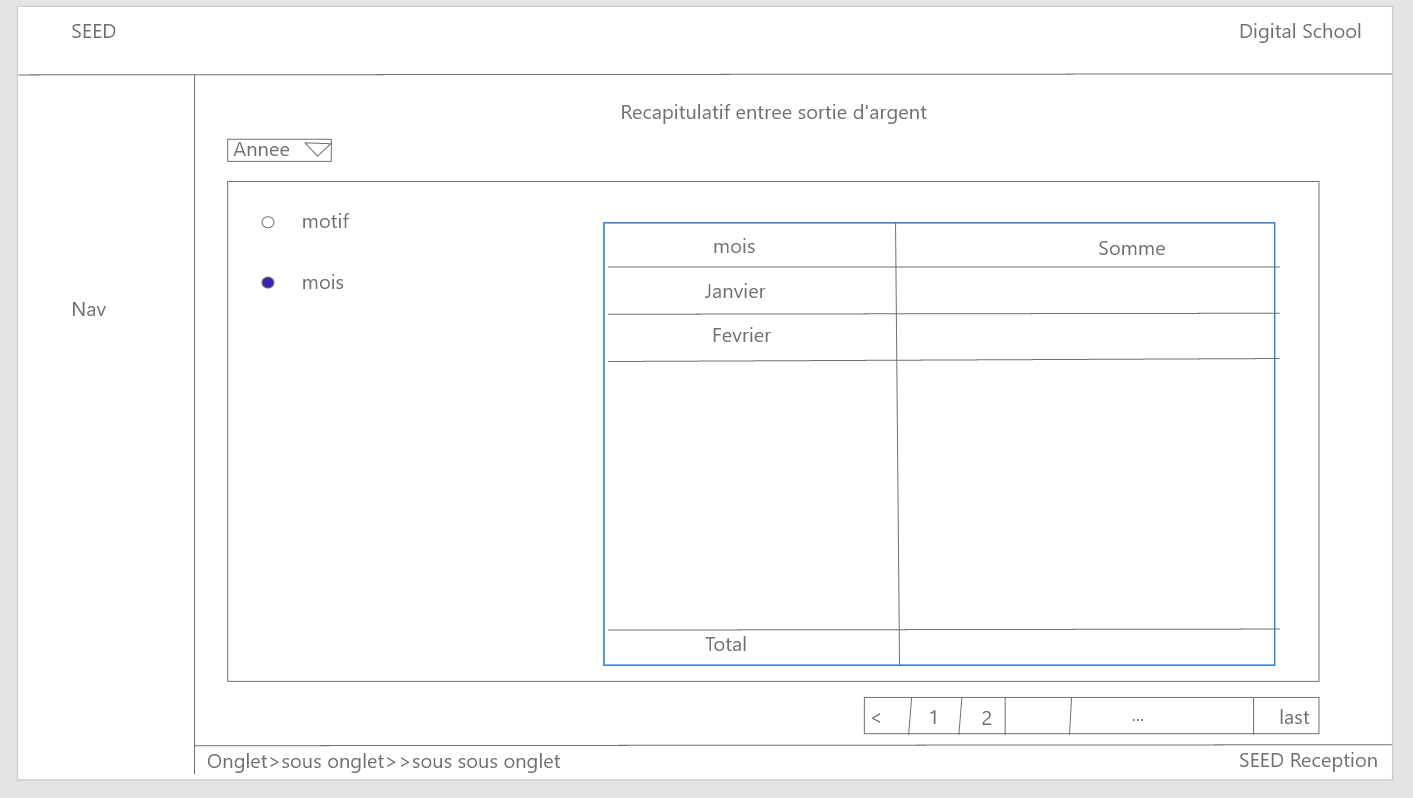 SEED
Digital School
Recapitulatif entree sortie d'argent
Annee
motif
mois
Nav
mois Somme
Janvier
Fevrier
Total
< 1 2 ... last
Onglet>sous onglet>>sous sous onglet
SEED Reception